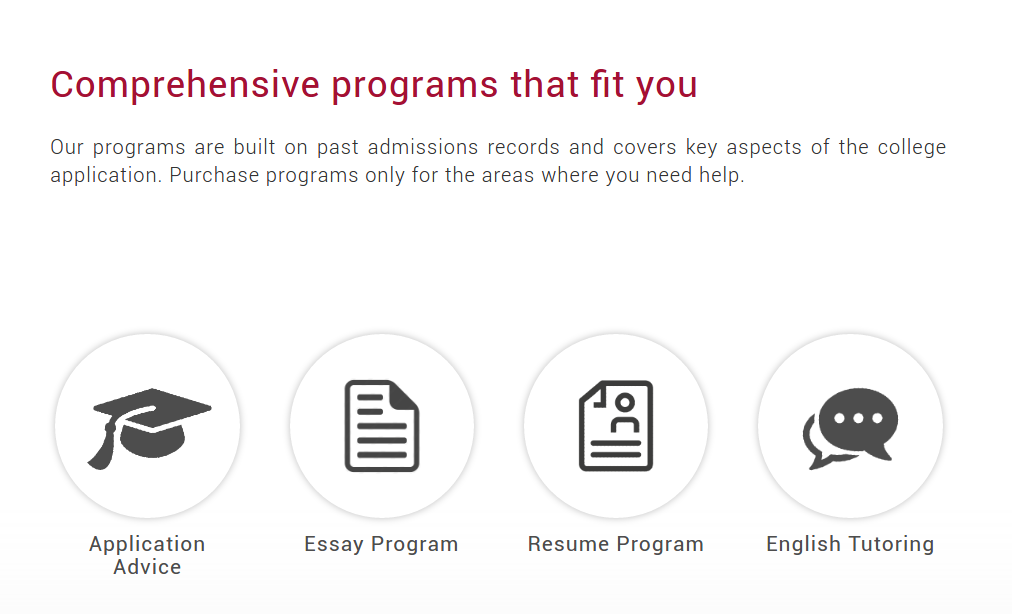 Comprehensive programs that fit you
Our programs are built on past admissions records and covers key aspects of the college
application. Purchase programs only for the areas where you need help.
Application
Advice
Essay Program
Resume Program
English Tutoring